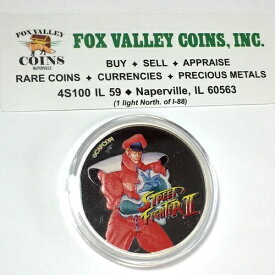 FOX VALLEY
COINS
NAPERVILLE
FOX VALLEY COINS, INC.
BUY ⬥ SELL ⬥ APPRAISE
RARE COINS ⬥ CURRENCIES ⬥ PRECIOUS METALS
4S100 IL 59 ⬥ Naperville, IL 60563
(1 light North. of I-88)
©CAPCOM
STREET
FIGHTER II